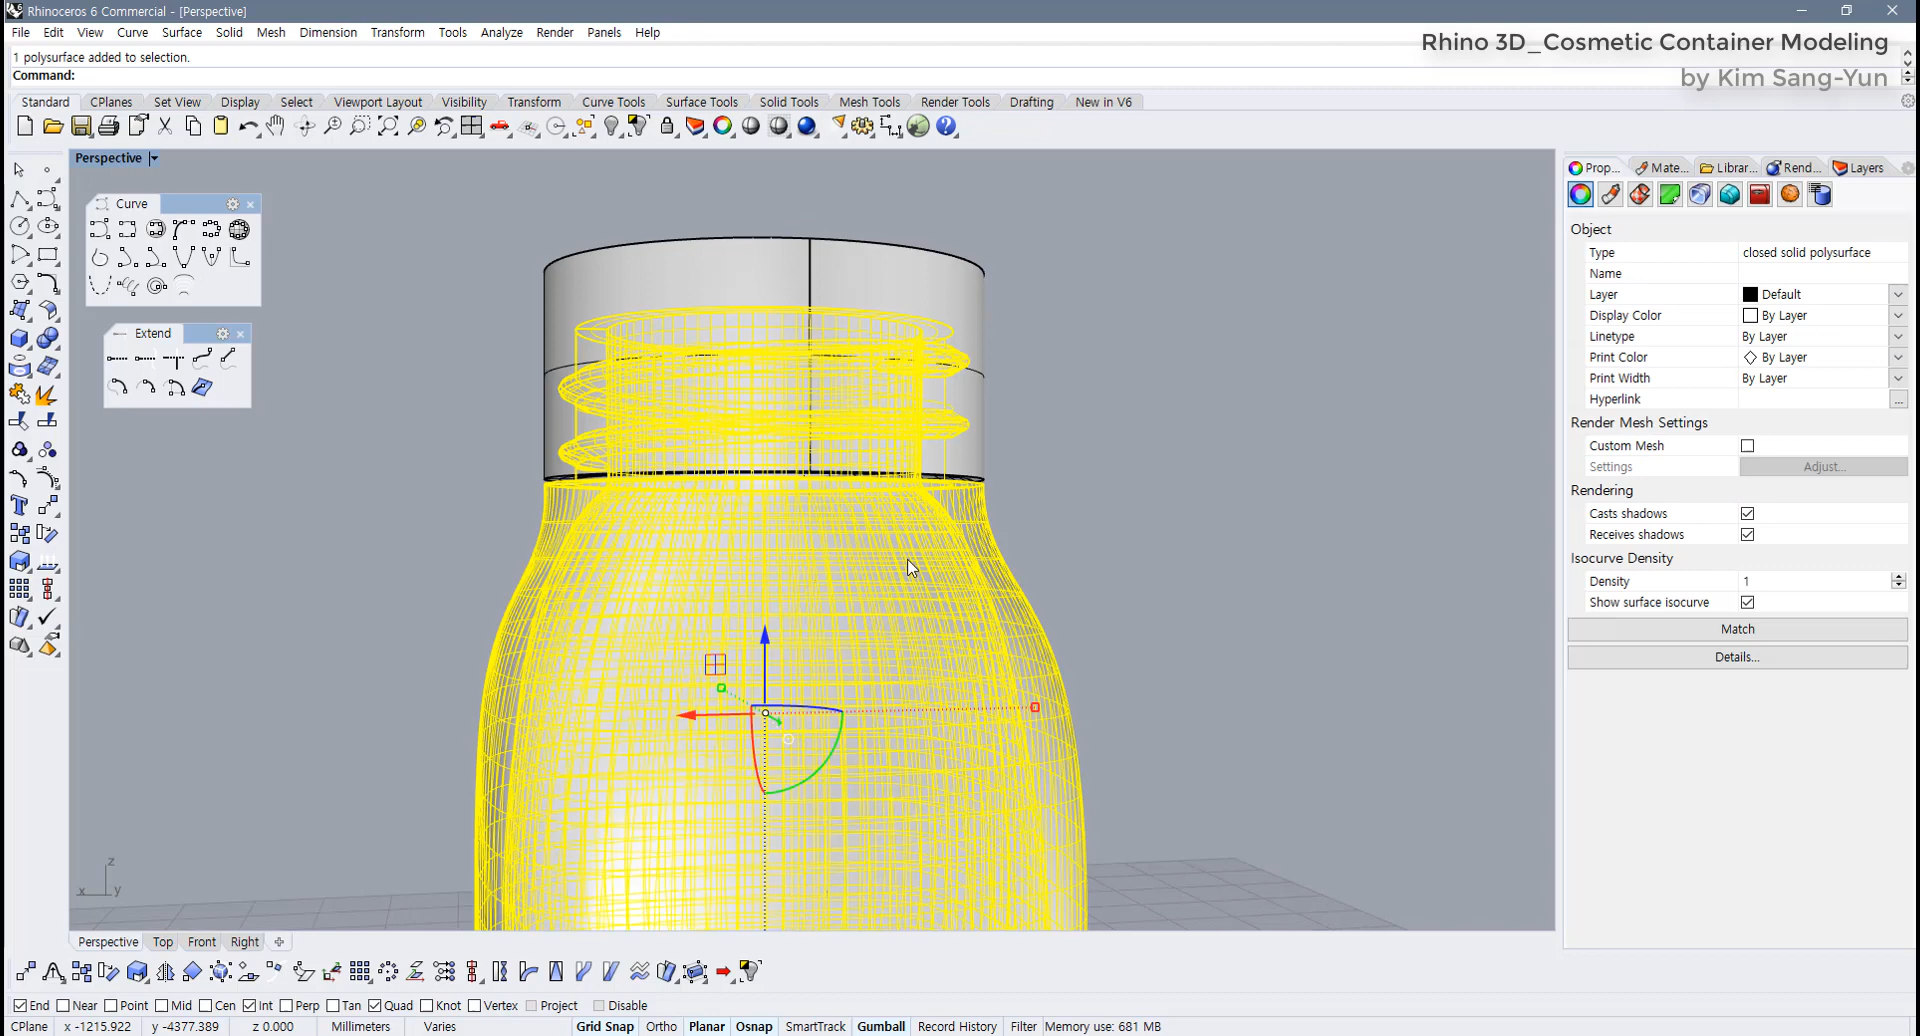 Rhinoceros 6 Commercial - [Perspective]
File Edit View Curve Surface Solid Mesh Dimension Transform Tools Analyze Render Panels Help
Rhino 3D_Cosmetic Container Modeling
by Kim Sang-Yun
1 polysurface added to selection.
Command:
Standard CPlanes Set View Display Select Viewport Layout Visibility Transform Curve Tools Surface Tools Solid Tools Mesh Tools Render Tools Drafting New in V6
Perspective
Curve
Extend
Prop... Mate... Librar... Rend... Layers
Object
Type closed solid polysurface
Name
Layer Default
Display Color By Layer
Linetype By Layer
Print Color By Layer
Print Width By Layer
Hyperlink ...
Render Mesh Settings
Custom Mesh
Settings Adjust...
Rendering
Casts shadows
Receives shadows
Isocurve Density
Density 1
Show surface isocurve
Match
Details...
z
x y
Perspective Top Front Right
End Near Point Mid Cen Int Perp Tan Quad Knot Vertex Project Disable
CPlane x -1215.922 y -4377.389 z 0.000 Millimeters Varies Grid Snap Ortho Planar Osnap SmartTrack Gumball Record History Filter Memory use: 681 MB